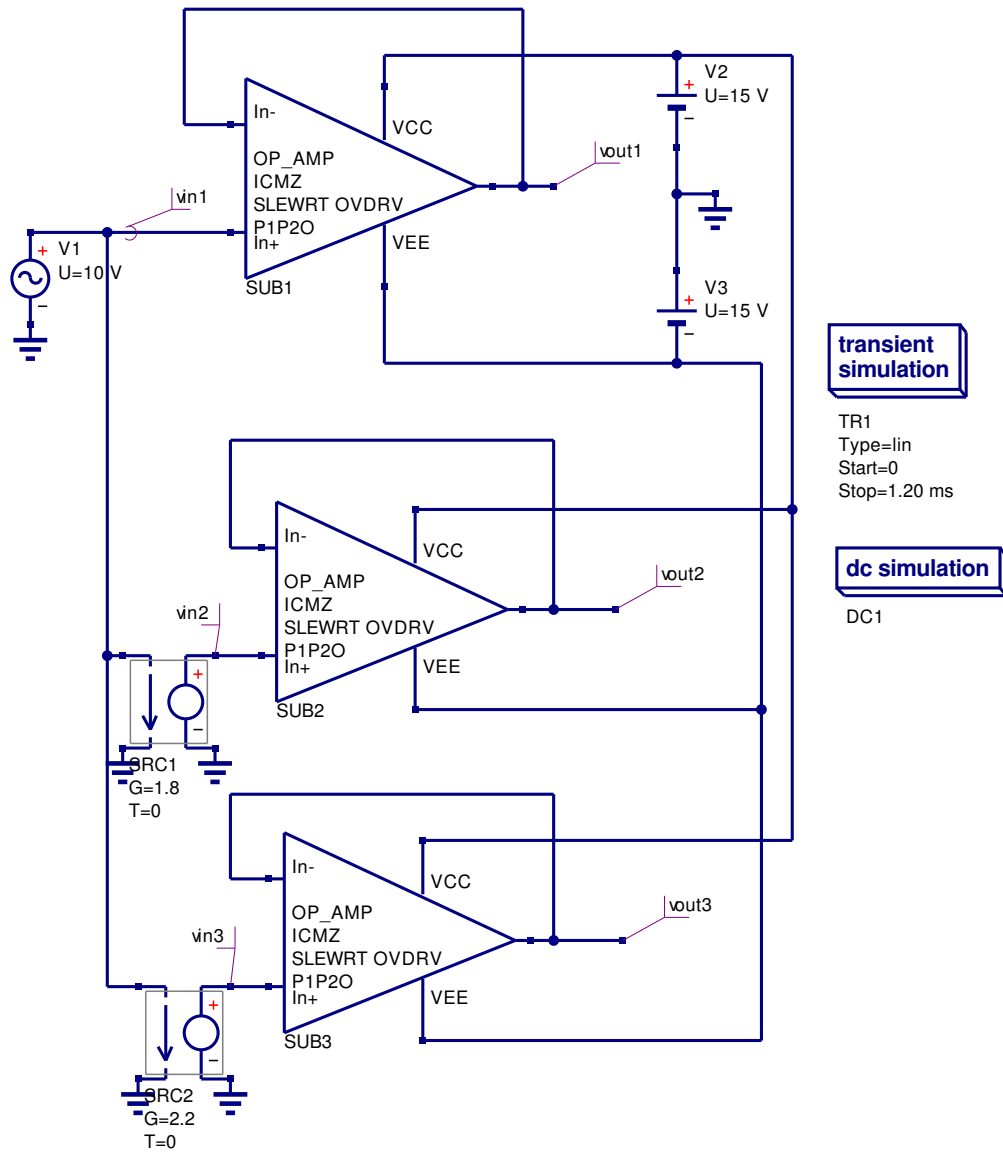 V2
+
U=15 V
-
In-
VCC
vout1
OP_AMP
ICMZ
SLEWRT OVDRV
P1P2O
In+
VEE
SUB1
vin1
V1
+
U=10 V
-
V3
+
U=15 V
-
transient
simulation
TR1
Type=lin
Start=0
Stop=1.20 ms
dc simulation
DC1
In-
VCC
vout2
OP_AMP
ICMZ
SLEWRT OVDRV
P1P2O
In+
VEE
SUB2
vin2
+
-
SRC1
G=1.8
T=0
In-
VCC
vout3
OP_AMP
ICMZ
SLEWRT OVDRV
P1P2O
In+
VEE
SUB3
vin3
+
-
SRC2
G=2.2
T=0